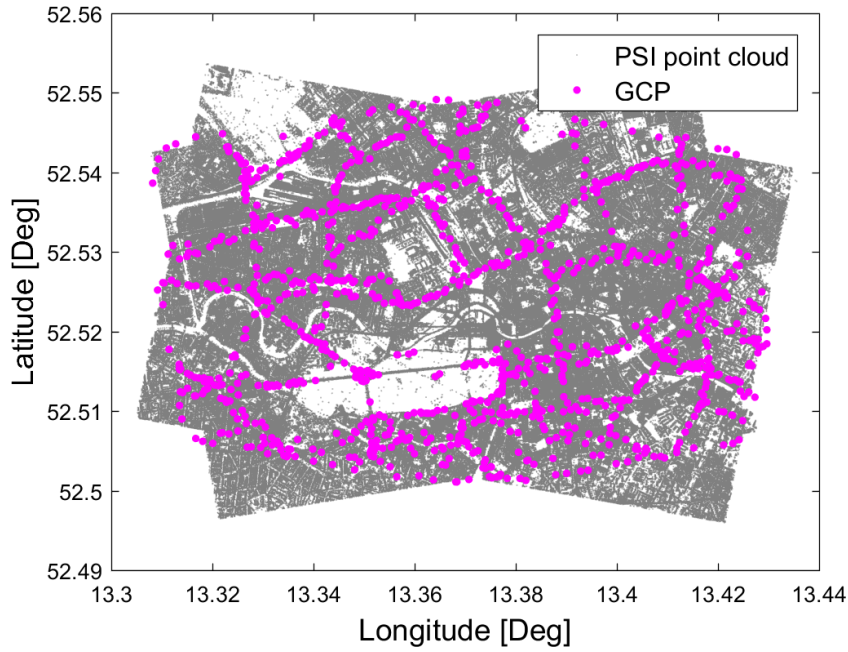 52.56
52.55
52.54
52.53
52.52
52.51
52.5
52.49
Latitude [Deg]
PSI point cloud
GCP
13.3 13.32 13.34 13.36 13.38 13.4 13.42 13.44
Longitude [Deg]